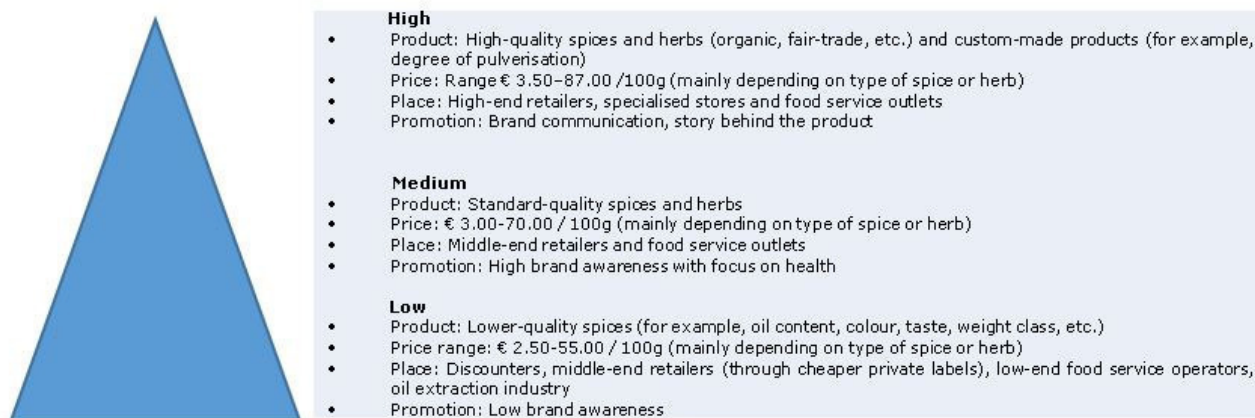 High
• Product: High-quality spices and herbs (organic, fair-trade, etc.) and custom-made products (for example,
degree of pulverisation)
• Price: Range € 3.50–87.00 /100g (mainly depending on type of spice or herb)
• Place: High-end retailers, specialised stores and food service outlets
• Promotion: Brand communication, story behind the product
Medium
• Product: Standard-quality spices and herbs
• Price: € 3.00-70.00 / 100g (mainly depending on type of spice or herb)
• Place: Middle-end retailers and food service outlets
• Promotion: High brand awareness with focus on health
Low
• Product: Lower-quality spices (for example, oil content, colour, taste, weight class, etc.)
• Price range: € 2.50-55.00 / 100g (mainly depending on type of spice or herb)
• Place: Discounters, middle-end retailers (through cheaper private labels), low-end food service operators,
oil extraction industry
• Promotion: Low brand awareness